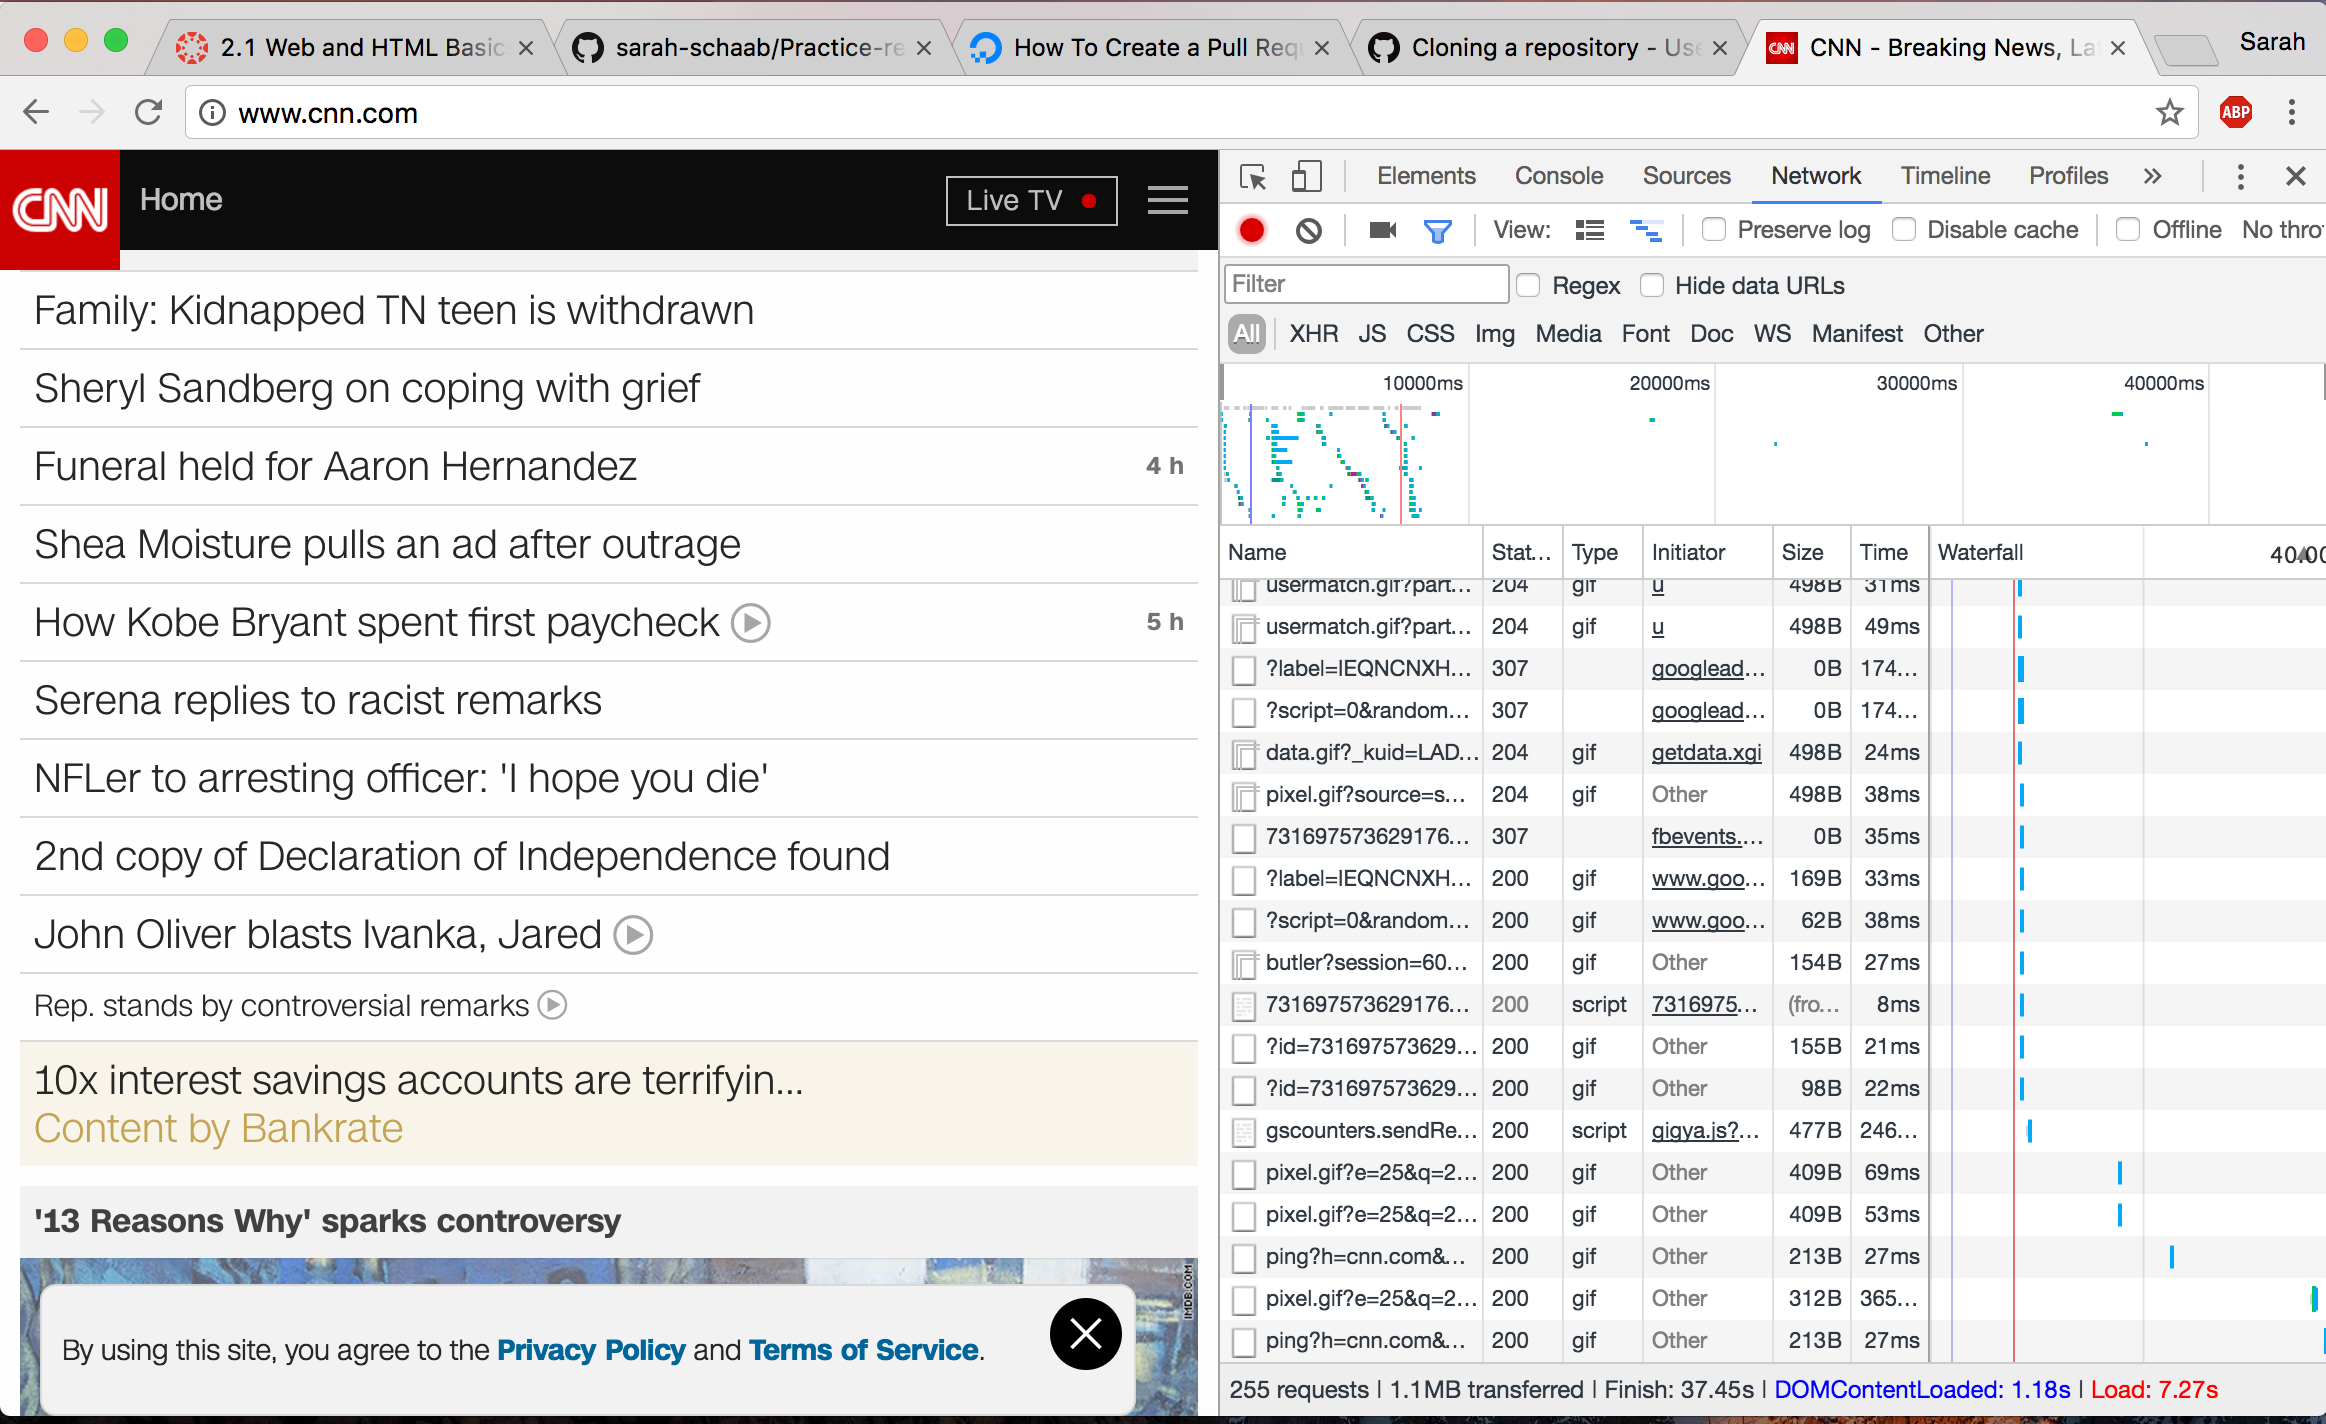 2.1 Web and HTML Basic
sarah-schaab/Practice-re
How To Create a Pull Requ
Cloning a repository - Use
CNN - Breaking News, La
Sarah
www.cnn.com
ABP
CNN
Home
Live TV
Family: Kidnapped TN teen is withdrawn
Sheryl Sandberg on coping with grief
Funeral held for Aaron Hernandez 4 h
Shea Moisture pulls an ad after outrage
How Kobe Bryant spent first paycheck 5 h
Serena replies to racist remarks
NFLer to arresting officer: 'I hope you die'
2nd copy of Declaration of Independence found
John Oliver blasts Ivanka, Jared
Rep. stands by controversial remarks
10x interest savings accounts are terrifyin...
Content by Bankrate
'13 Reasons Why' sparks controversy
IMDB.COM
By using this site, you agree to the Privacy Policy and Terms of Service.
Elements Console Sources Network Timeline Profiles »
View: Preserve log Disable cache Offline No thro
Filter Regex Hide data URLs
All XHR JS CSS Img Media Font Doc WS Manifest Other
10000ms 20000ms 30000ms 40000ms
Name Stat... Type Initiator Size Time Waterfall
usermatch.gif?part... 204 gif u 498B 31ms
usermatch.gif?part... 204 gif u 498B 49ms
?label=IEQNCNXH... 307 googlead... 0B 174...
?script=0&random... 307 googlead... 0B 174...
data.gif?_kuid=LAD... 204 gif getdata.xgi 498B 24ms
pixel.gif?source=s... 204 gif Other 498B 38ms
731697573629176... 307 fbevents.... 0B 35ms
?label=IEQNCNXH... 200 gif www.goo... 169B 33ms
?script=0&random... 200 gif www.goo... 62B 38ms
butler?session=60... 200 gif Other 154B 27ms
731697573629176... 200 script 7316975... (fro... 8ms
?id=731697573629... 200 gif Other 155B 21ms
?id=731697573629... 200 gif Other 98B 22ms
gscounters.sendRe... 200 script gigya.js?... 477B 246...
pixel.gif?e=25&q=2... 200 gif Other 409B 69ms
pixel.gif?e=25&q=2... 200 gif Other 409B 53ms
ping?h=cnn.com&... 200 gif Other 213B 27ms
pixel.gif?e=25&q=2... 200 gif Other 312B 365...
ping?h=cnn.com&... 200 gif Other 213B 27ms
255 requests | 1.1MB transferred | Finish: 37.45s | DOMContentLoaded: 1.18s | Load: 7.27s